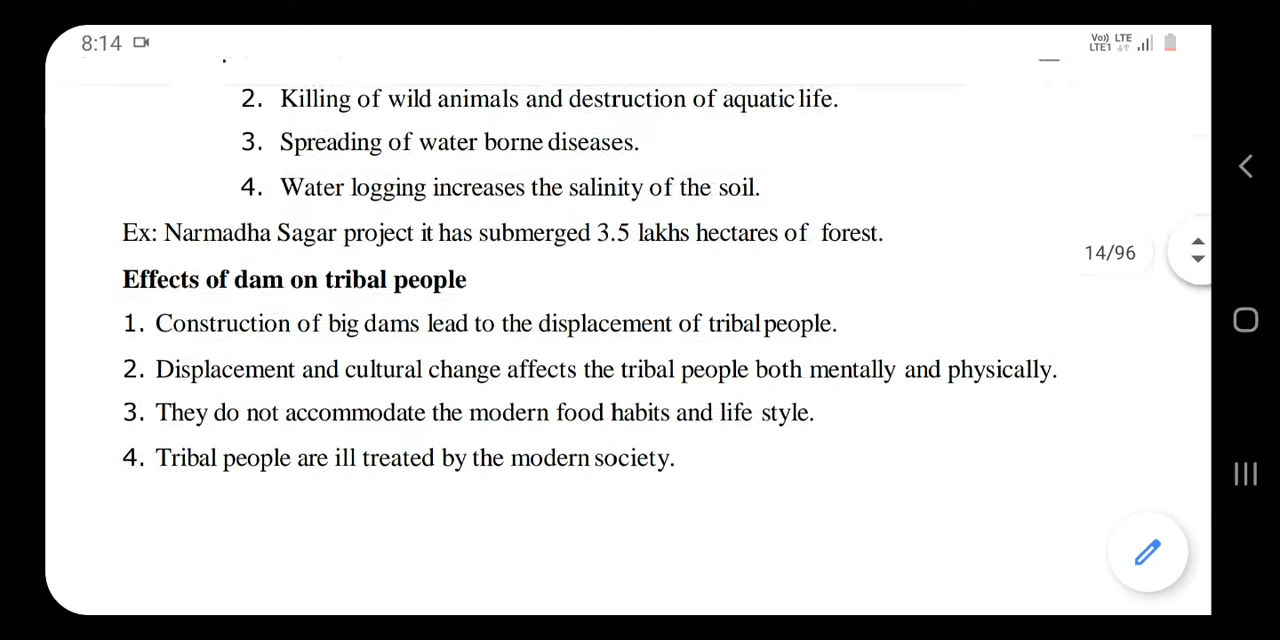 8:14
Vo)) LTE
LTE1
2. Killing of wild animals and destruction of aquatic life.
3. Spreading of water borne diseases.
4. Water logging increases the salinity of the soil.
Ex: Narmadha Sagar project it has submerged 3.5 lakhs hectares of forest.
14/96
Effects of dam on tribal people
1. Construction of big dams lead to the displacement of tribal people.
2. Displacement and cultural change affects the tribal people both mentally and physically.
3. They do not accommodate the modern food habits and life style.
4. Tribal people are ill treated by the modern society.